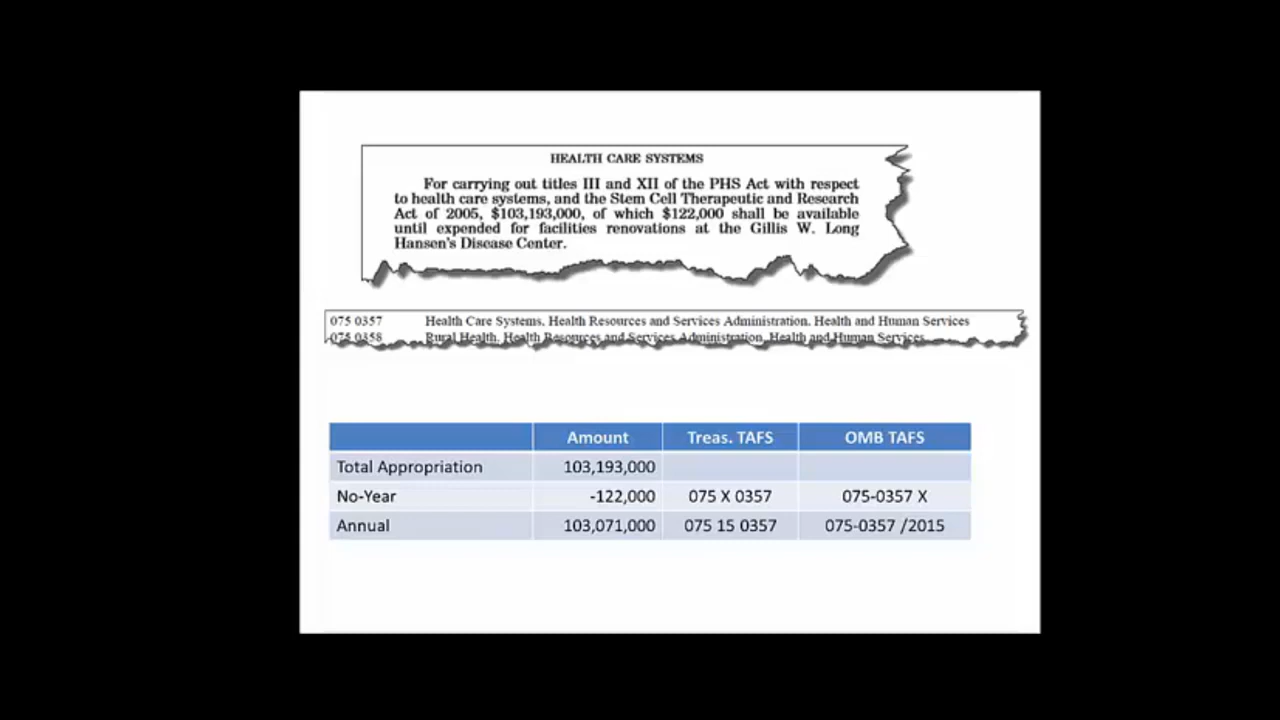 HEALTH CARE SYSTEMS
For carrying out titles III and XII of the PHS Act with respect
to health care systems, and the Stem Cell Therapeutic and Research
Act of 2005, $103,193,000, of which $122,000 shall be available
until expended for facilities renovations at the Gillis W. Long
Hansen's Disease Center.
075 0357 Health Care Systems. Health Resources and Services Administration. Health and Human Services
075 0358 Rural Health. Health Resources and Services Administration. Health and Human Services
Amount Treas. TAFS OMB TAFS
Total Appropriation 103,193,000
No-Year -122,000 075 X 0357 075-0357 X
Annual 103,071,000 075 15 0357 075-0357 /2015